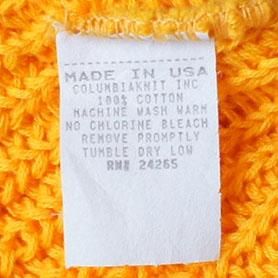 MADE IN USA
COLUMBIAKNIT INC
100% COTTON
MACHINE WASH WARM
NO CHLORINE BLEACH
REMOVE PROMPTLY
TUMBLE DRY LOW
RN# 24265